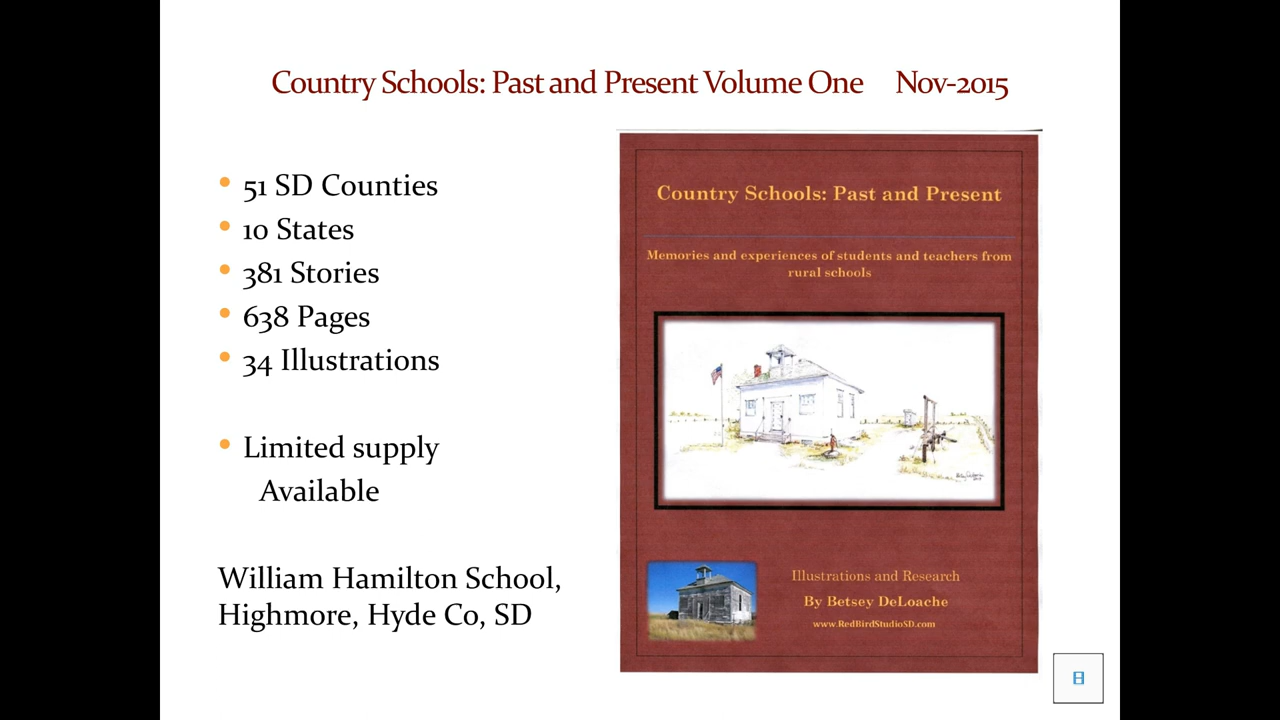 Country Schools: Past and Present Volume One Nov-2015
51 SD Counties
10 States
381 Stories
638 Pages
34 Illustrations
Limited supply
Available
William Hamilton School,
Highmore, Hyde Co, SD
Country Schools: Past and Present
Memories and experiences of students and teachers from
rural schools
Illustrations and Research
By Betsey DeLoache
www.RedBirdStudioSD.com